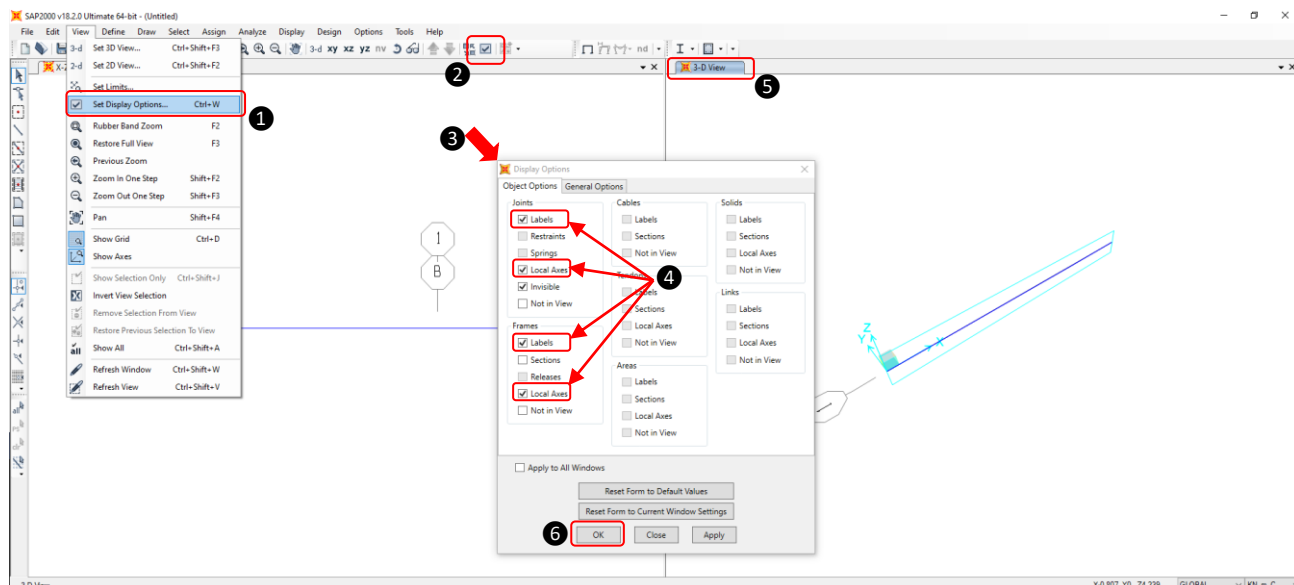 SAP2000 v18.2.0 Ultimate 64-bit - (Untitled)
File Edit View Define Draw Select Assign Analyze Display Design Options Tools Help
3-d xy xz yz nv
nd
X-Z
3-D View
3-d Set 3D View... Ctrl+Shift+F3
2-d Set 2D View... Ctrl+Shift+F2
Set Limits...
Set Display Options... Ctrl+W
Rubber Band Zoom F2
Restore Full View F3
Previous Zoom
Zoom In One Step Shift+F2
Zoom Out One Step Shift+F3
Pan Shift+F4
Show Grid Ctrl+D
Show Axes
Show Selection Only Ctrl+Shift+J
Invert View Selection
Remove Selection From View
Restore Previous Selection To View
all Show All Ctrl+Shift+A
Refresh Window Ctrl+Shift+W
Refresh View Ctrl+Shift+V
1
2
3
4
5
6
1
B
Display Options
Object Options General Options
Joints
Labels
Restraints
Springs
Local Axes
Invisible
Not in View
Frames
Labels
Sections
Releases
Local Axes
Not in View
Cables
Labels
Sections
Not in View
Labels
Sections
Local Axes
Not in View
Areas
Labels
Sections
Local Axes
Not in View
Solids
Labels
Sections
Local Axes
Not in View
Links
Labels
Sections
Local Axes
Not in View
Apply to All Windows
Reset Form to Default Values
Reset Form to Current Window Settings
OK Close Apply
Z
Y
X
3-D View
GLOBAL